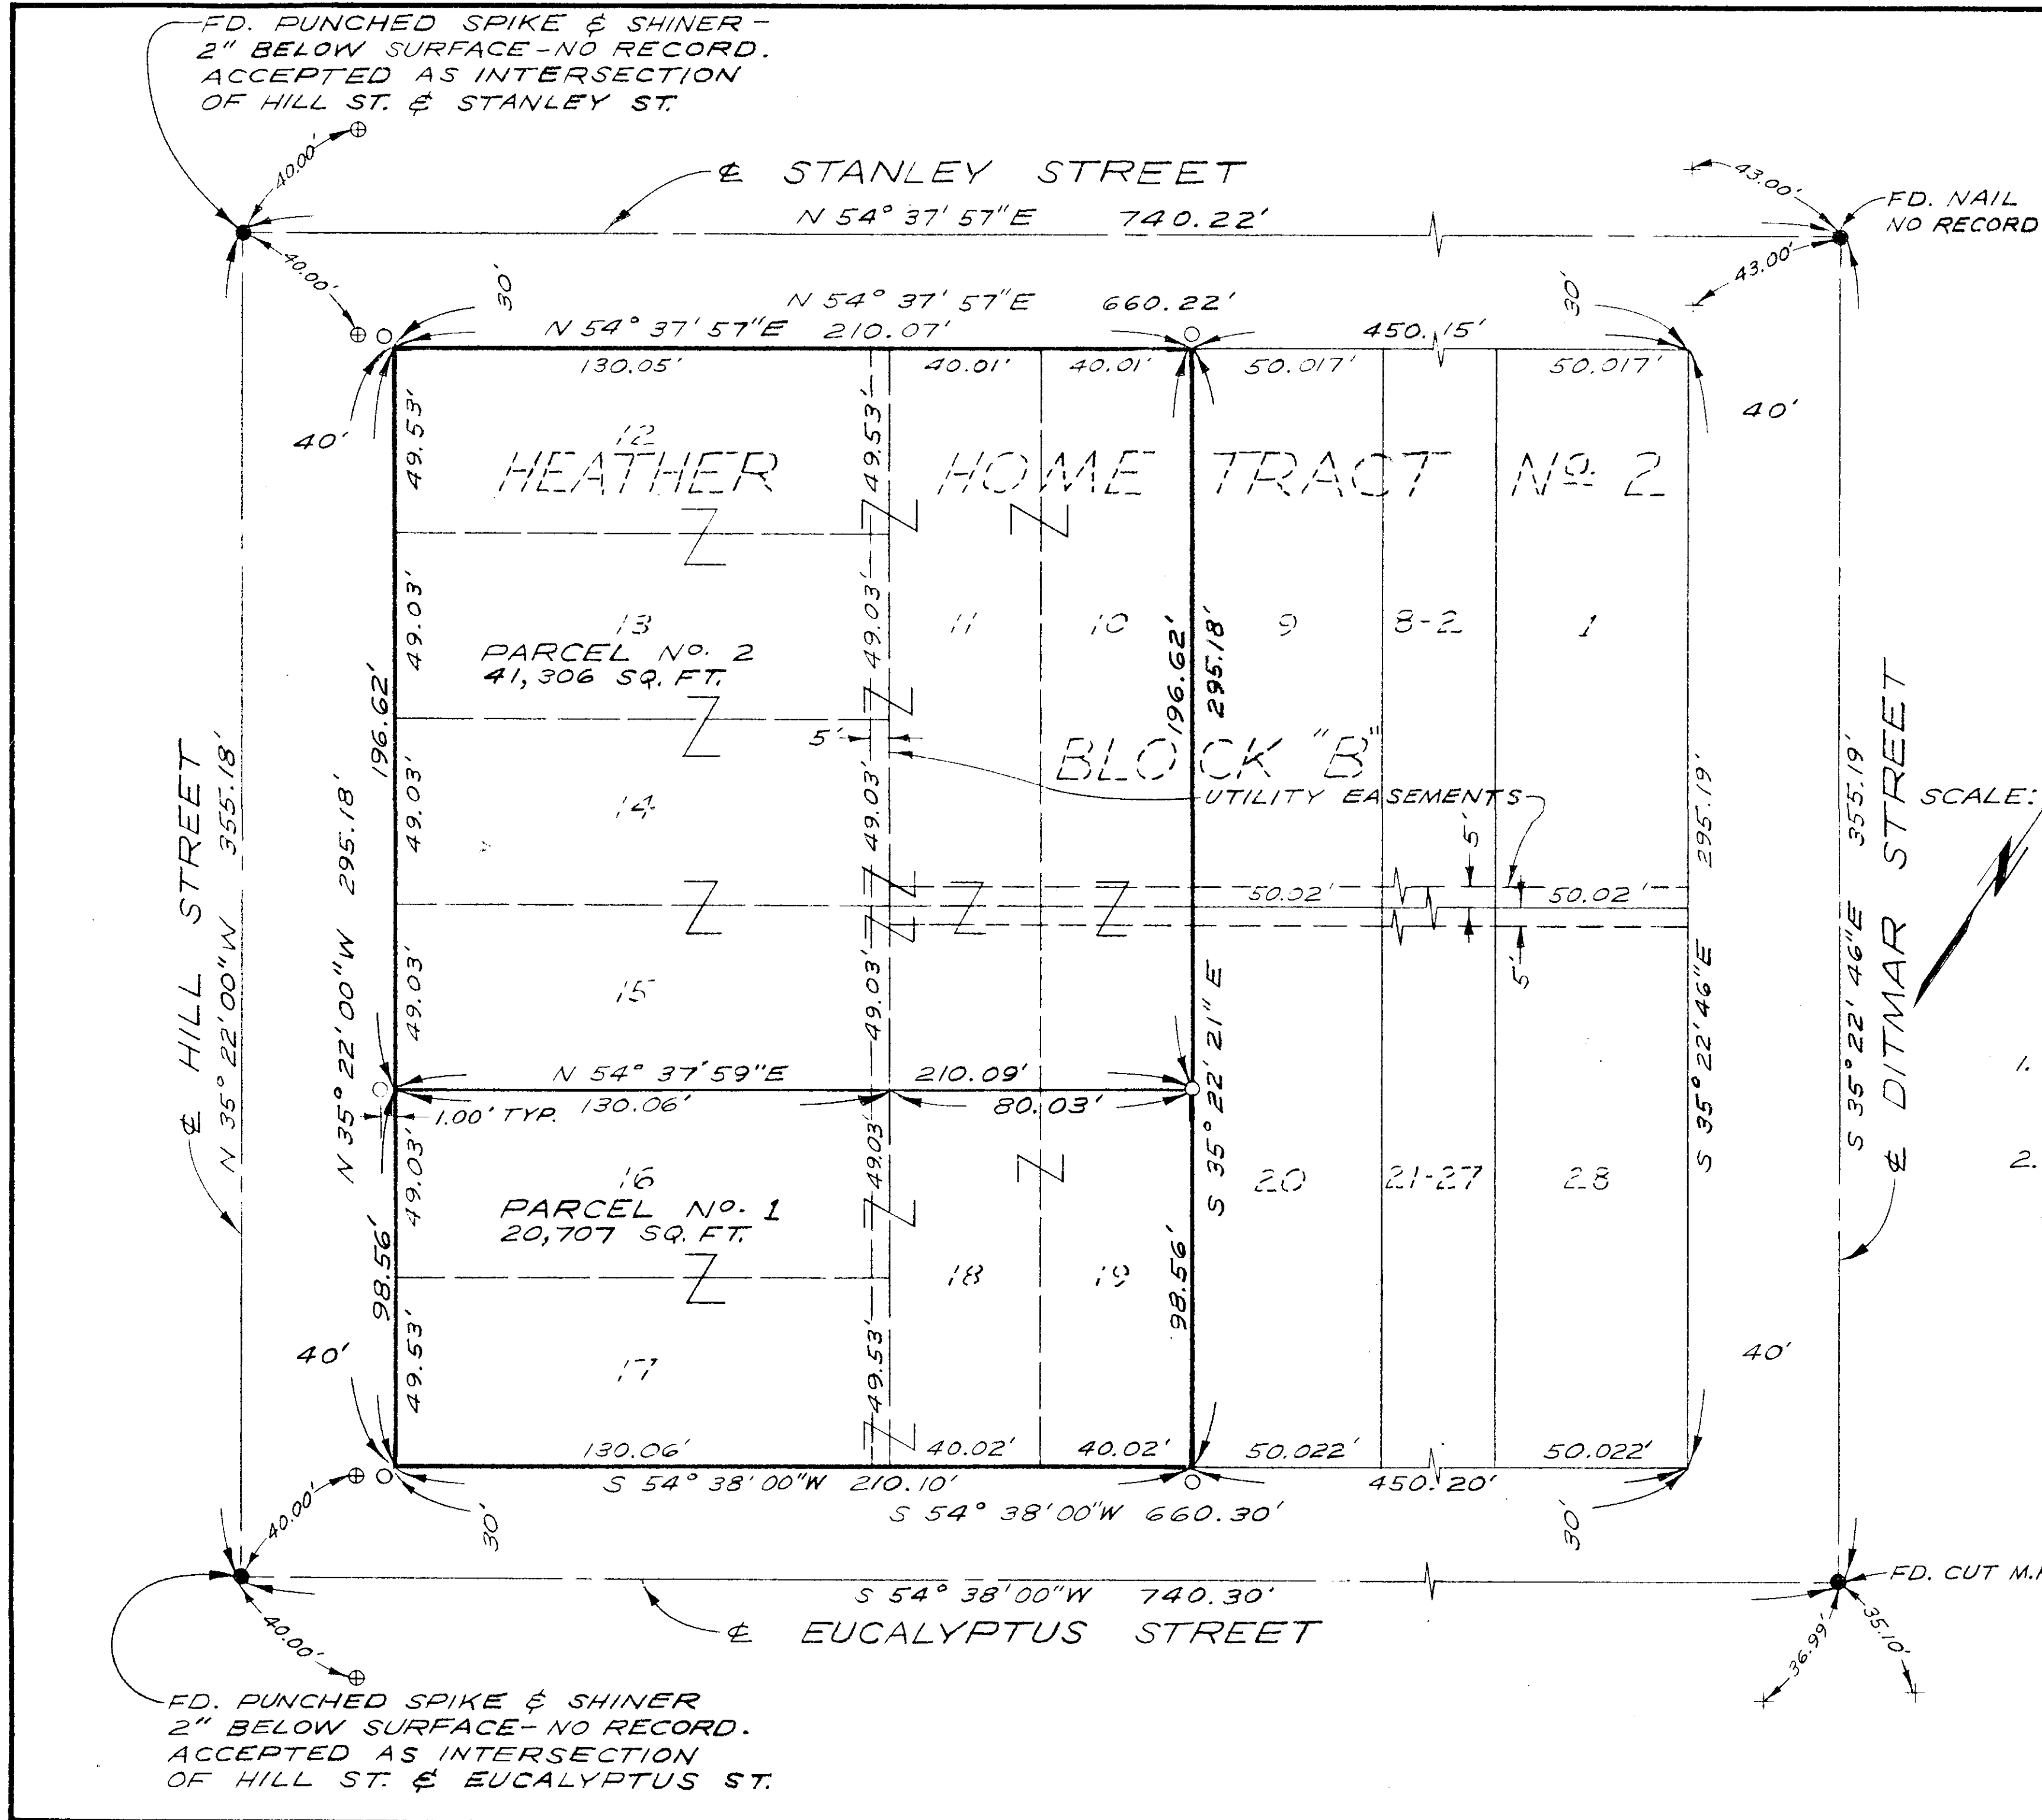 FD. PUNCHED SPIKE & SHINER -
2" BELOW SURFACE - NO RECORD.
ACCEPTED AS INTERSECTION
OF HILL ST. & STANLEY ST.
40.00'
40.00'
℄ STANLEY STREET
N 54° 37' 57"E 740.22'
43.00'
43.00'
FD. NAIL
NO RECORD
30'
N 54° 37' 57"E 660.22'
N 54° 37' 57"E 210.07'
450.15'
30'
130.05'
40.01'
40.01'
50.017'
50.017'
40'
40'
49.53'
49.53'
12
HEATHER HOME TRACT Nº 2
49.03'
49.03'
13
11
10
9
8-2
1
PARCEL Nº. 2
41,306 SQ. FT.
196.62'
196.62'
295.18'
5'
BLOCK "B"
UTILITY EASEMENTS
49.03'
49.03'
14
5'
295.19'
℄ HILL STREET
N 35° 22' 00"W 355.18'
N 35° 22' 00"W 295.18'
S 35° 22' 46"E 355.19'
℄ DITMAR STREET
SCALE:
50.02'
50.02'
5'
49.03'
49.03'
15
S 35° 22' 21" E
S 35° 22' 46"E
1.
2.
N 54° 37' 59"E 210.09'
130.06'
80.03'
1.00' TYP.
49.03'
49.03'
16
20
21-27
28
PARCEL Nº. 1
20,707 SQ. FT.
98.56'
98.56'
18
19
49.53'
49.53'
17
40'
40'
130.06'
40.02'
40.02'
50.022'
50.022'
S 54° 38' 00"W 210.10'
450.20'
S 54° 38' 00"W 660.30'
40.00'
30'
30'
S 54° 38' 00"W 740.30'
℄ EUCALYPTUS STREET
FD. CUT
40.00'
36.99'
35.10'
FD. PUNCHED SPIKE & SHINER
2" BELOW SURFACE - NO RECORD.
ACCEPTED AS INTERSECTION
OF HILL ST. & EUCALYPTUS ST.